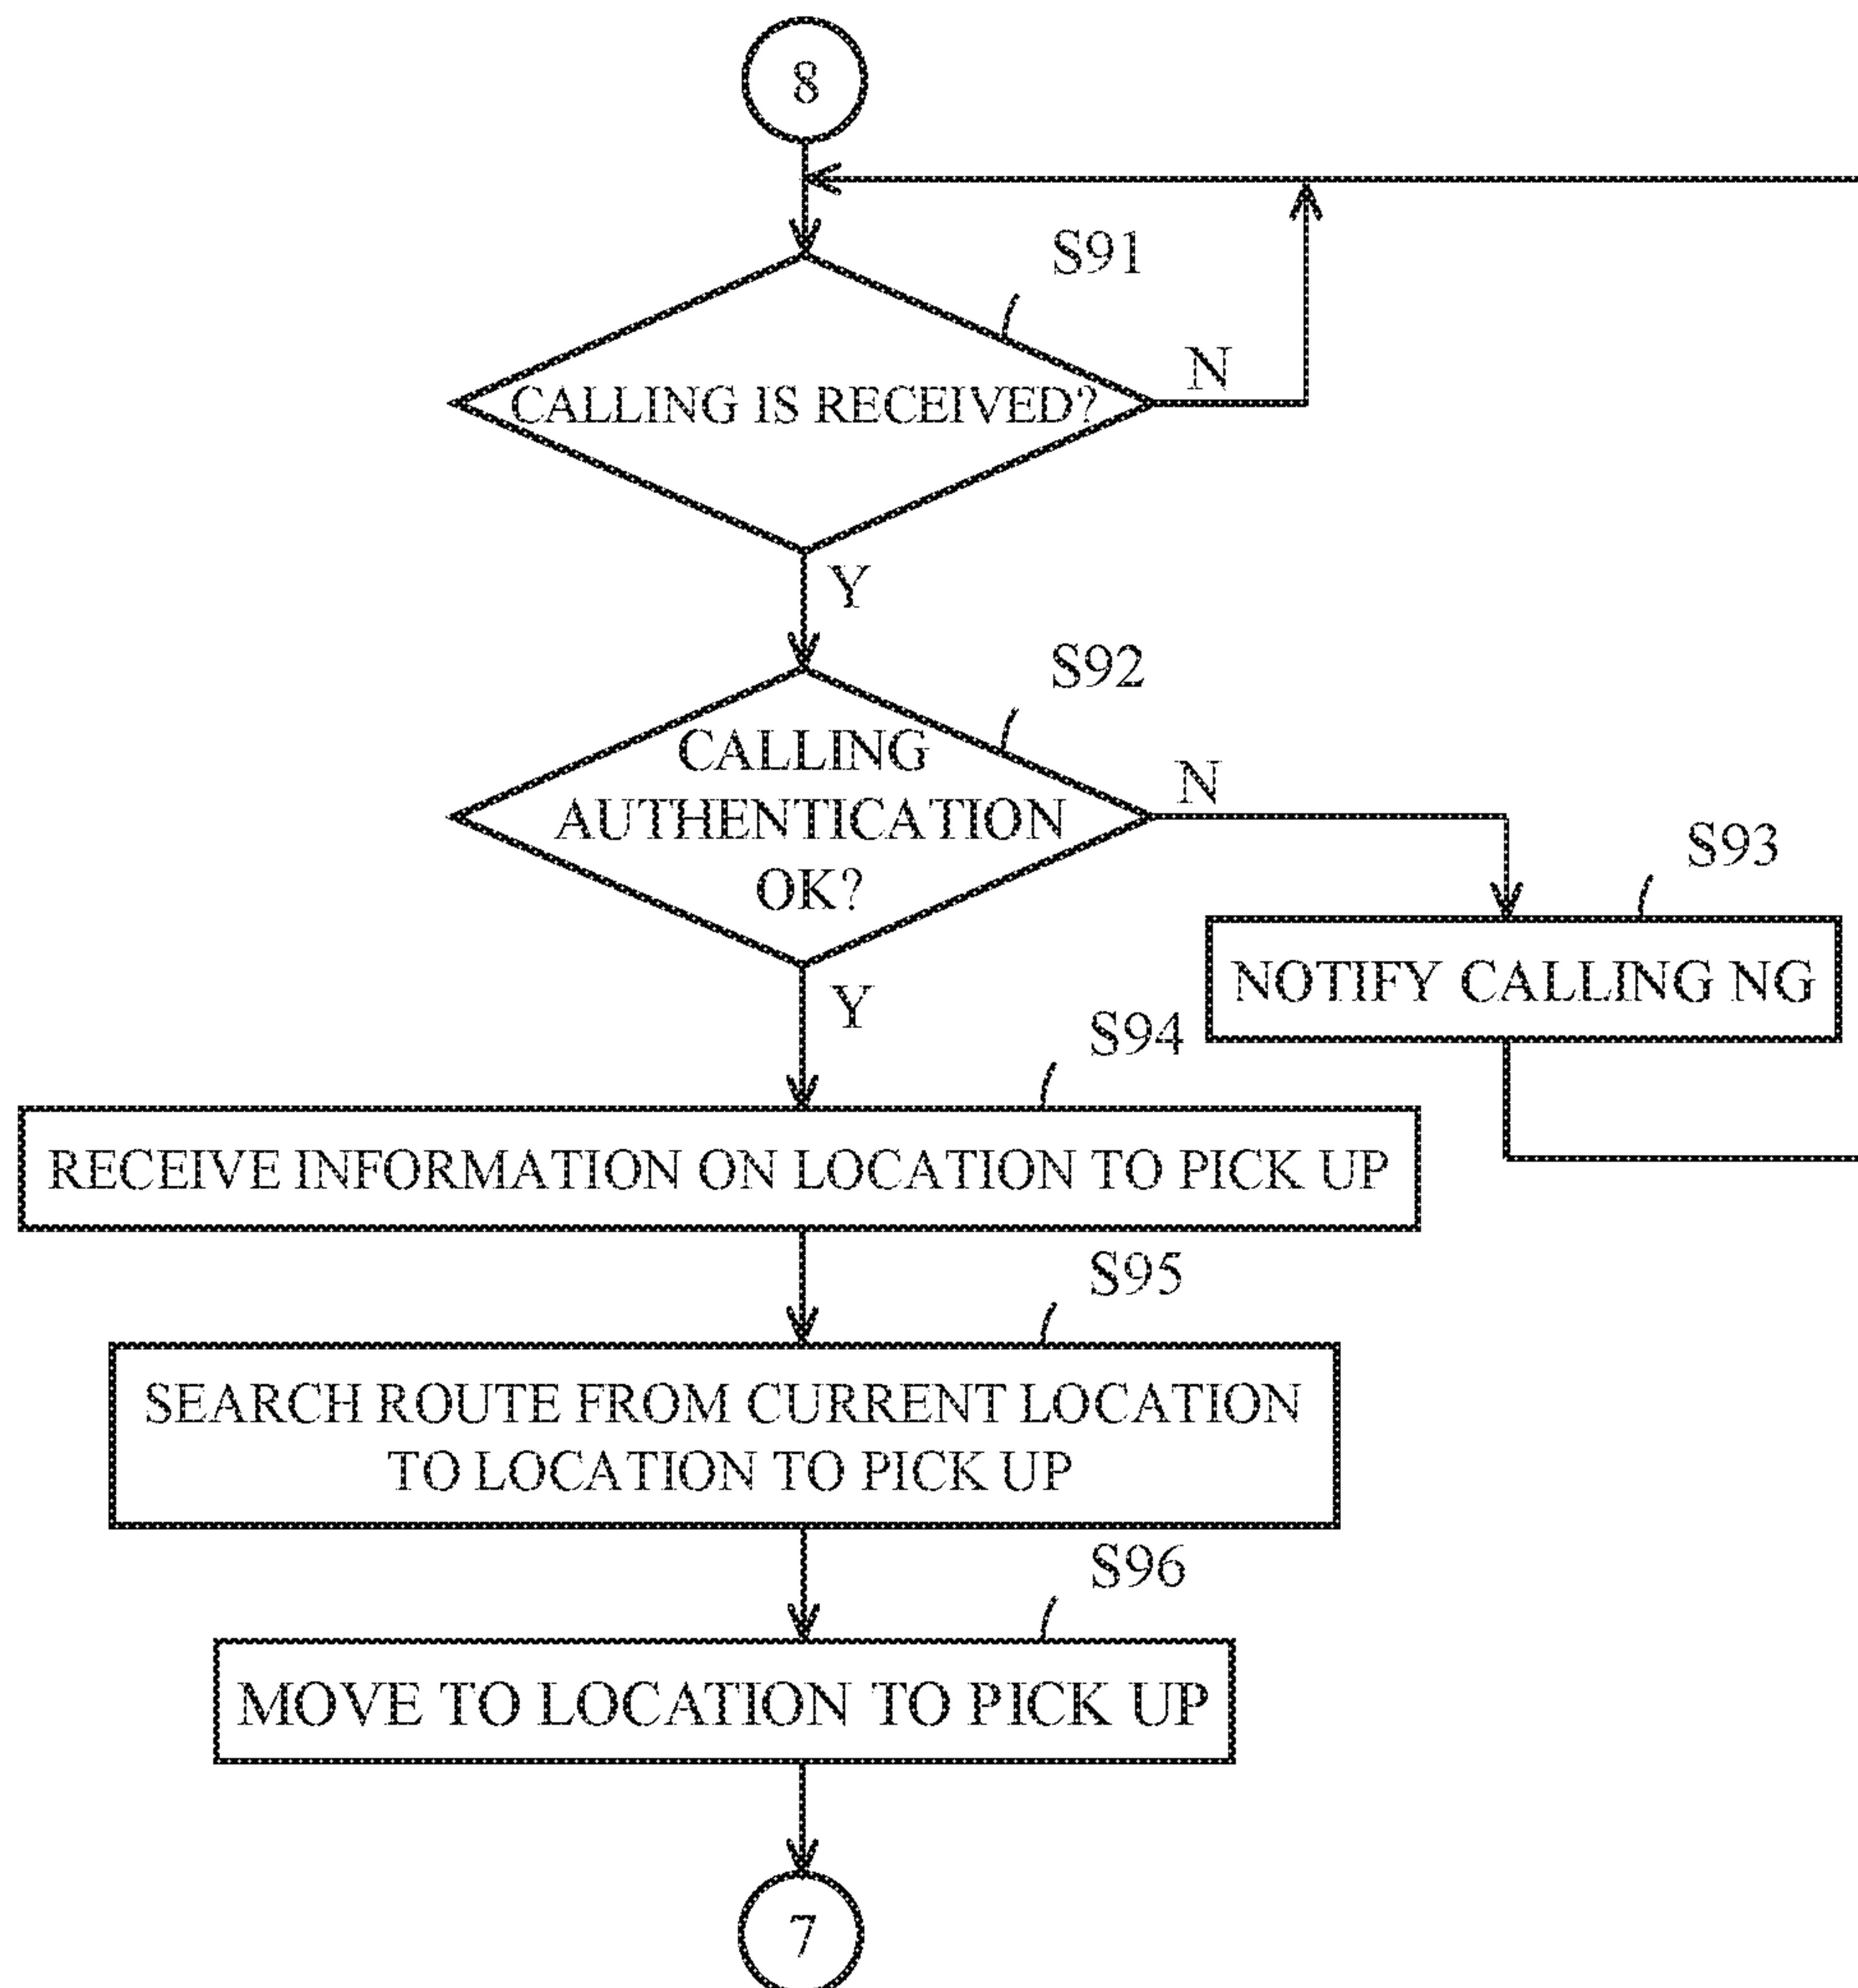 8
S91
CALLING IS RECEIVED?
N
Y
S92
CALLING
AUTHENTICATION
OK?
N
S93
NOTIFY CALLING NG
Y
S94
RECEIVE INFORMATION ON LOCATION TO PICK UP
S95
SEARCH ROUTE FROM CURRENT LOCATION
TO LOCATION TO PICK UP
S96
MOVE TO LOCATION TO PICK UP
7